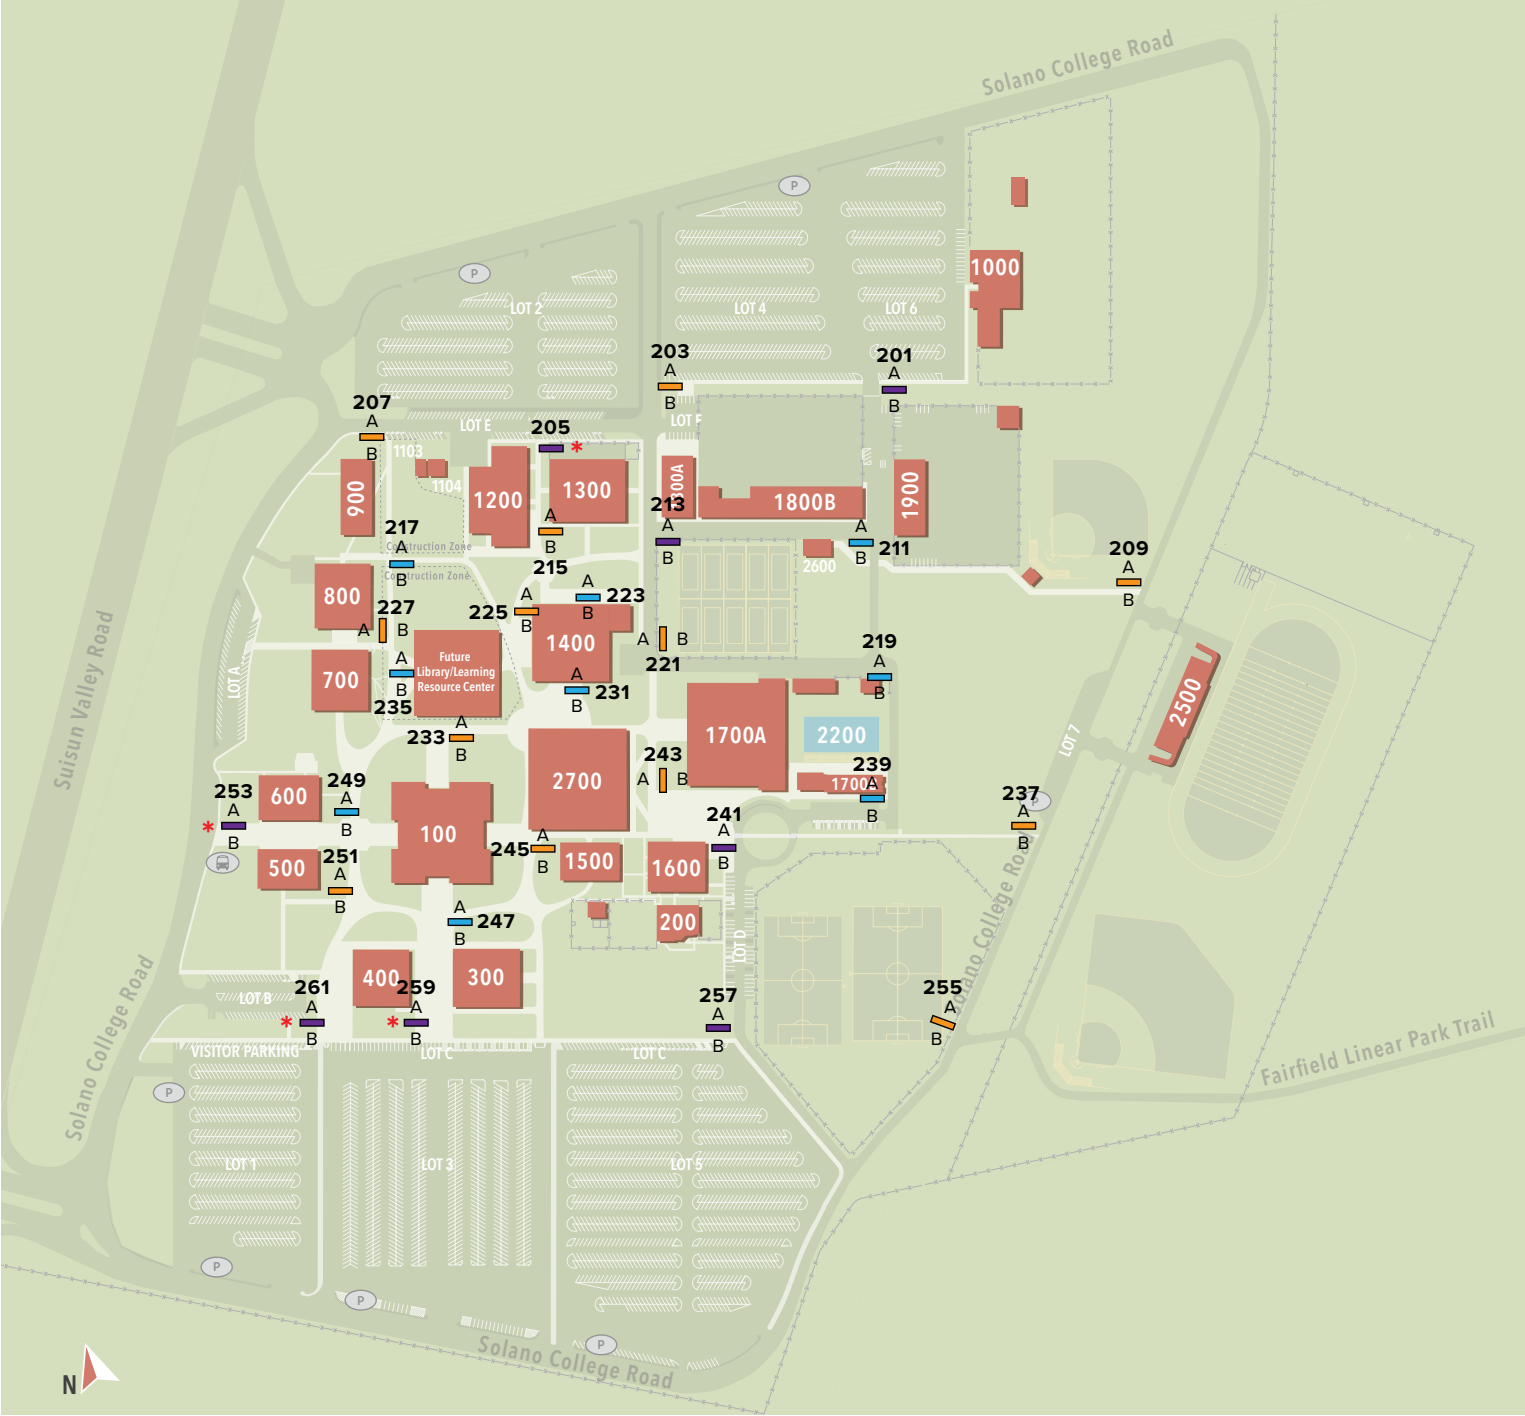 Solano College Road
P
P
1000
LOT 2
LOT 4
LOT 6
203
A
B
201
A
B
207
A
B
LOT E
205
*
LOT F
1103
1104
900
1200
1300
1800A
1800B
1900
213
A
B
217
A
B
Construction Zone
Construction Zone
A
B
215
A
B
211
2600
209
A
B
800
227
A
B
A
B
223
225
A
B
1400
A
B
221
219
A
B
Suisun Valley Road
LOT A
700
A
B
235
Future
Library/Learning
Resource Center
A
B
231
2500
LOT 7
233
A
B
2700
243
A
B
1700A
2200
239
1700B
A
B
253
A
B
*
600
249
A
B
100
241
A
B
237
A
B
P
500
251
A
B
245
A
B
1500
1600
200
LOT D
A
B
247
Solano College Road
Solano College Road
LOT B
261
A
B
*
400
259
A
B
*
300
257
A
B
255
A
B
VISITOR PARKING
LOT C
LOT C
Fairfield Linear Park Trail
P
LOT 1
LOT 3
LOT 5
P
P
P
Solano College Road
N